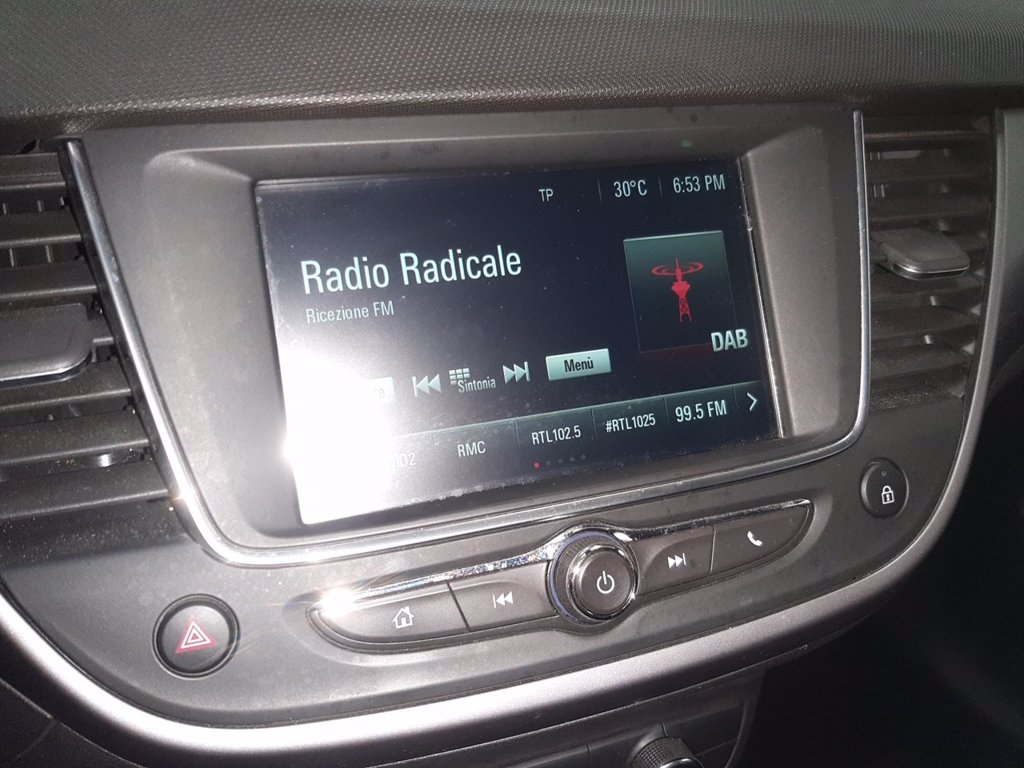 TP 30°C 6:53 PM
Radio Radicale
Ricezione FM
DAB
Sintonia Menù
RMC RTL102.5 #RTL1025 99.5 FM